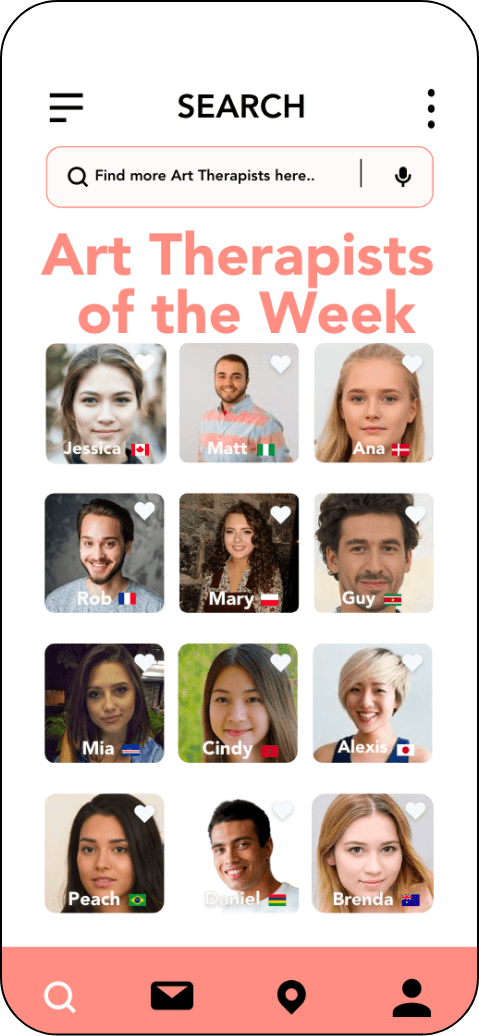 SEARCH
Find more Art Therapists here..
Art Therapists
of the Week
Jessica
Matt
Ana
Rob
Mary
Guy
Mia
Cindy
Alexis
Peach
Daniel
Brenda